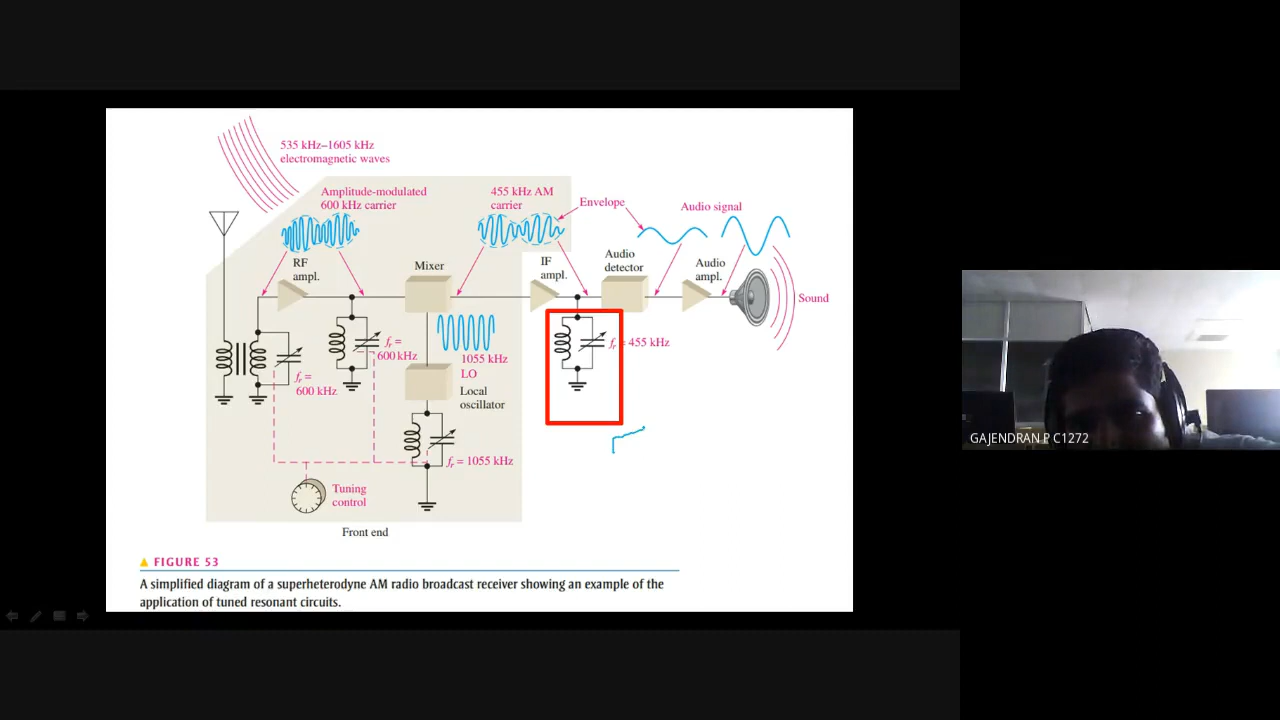 535 kHz–1605 kHz
electromagnetic waves
Amplitude-modulated
600 kHz carrier
455 kHz AM
carrier
Envelope
Audio signal
RF
ampl.
Mixer
IF
ampl.
Audio
detector
Audio
ampl.
Sound
fr =
600 kHz
fr =
600 kHz
1055 kHz
LO
Local
oscillator
fr = 455 kHz
fr = 1055 kHz
Tuning
control
Front end
▲ FIGURE 53
A simplified diagram of a superheterodyne AM radio broadcast receiver showing an example of the
application of tuned resonant circuits.
GAJENDRAN P C1272